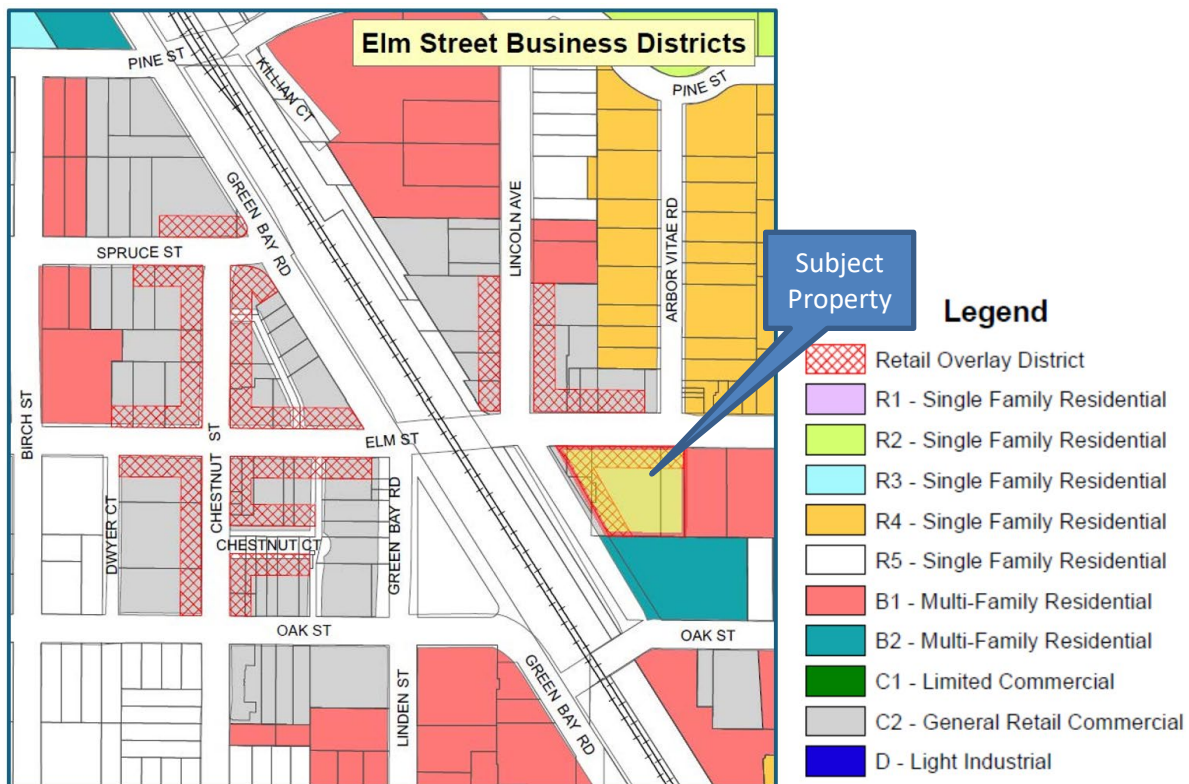 Elm Street Business Districts
PINE ST
KILLIAN CT
PINE ST
GREEN BAY RD
LINCOLN AVE
ARBOR VITAE RD
SPRUCE ST
Subject
Property
BIRCH ST
CHESTNUT ST
ELM ST
DWYER CT
GREEN BAY RD
CHESTNUT CT
OAK ST
OAK ST
LINDEN ST
GREEN BAY RD
Legend
Retail Overlay District
R1 - Single Family Residential
R2 - Single Family Residential
R3 - Single Family Residential
R4 - Single Family Residential
R5 - Single Family Residential
B1 - Multi-Family Residential
B2 - Multi-Family Residential
C1 - Limited Commercial
C2 - General Retail Commercial
D - Light Industrial